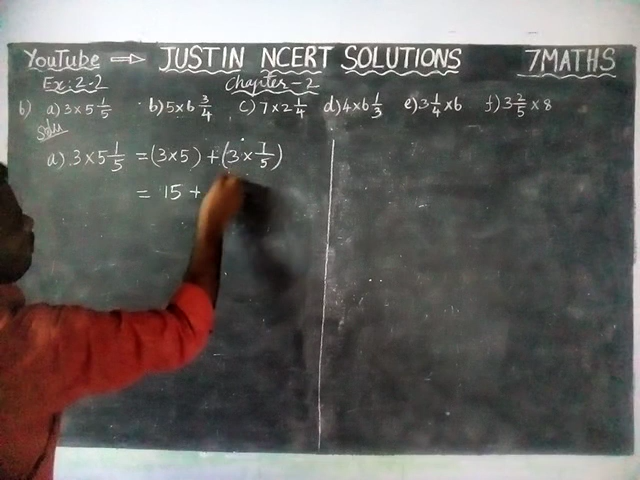 YouTube ⇒ JUSTIN NCERT SOLUTIONS 7MATHS
Ex:2.2 Chapter-2
6) a) 3×5 1/5 b) 5×6 3/4 c) 7×2 1/4 d) 4×6 1/3 e) 3 1/4 ×6 f) 3 2/5 ×8
Solu
a) 3×5 1/5 = (3×5) + (3× 1/5)
= 15 +